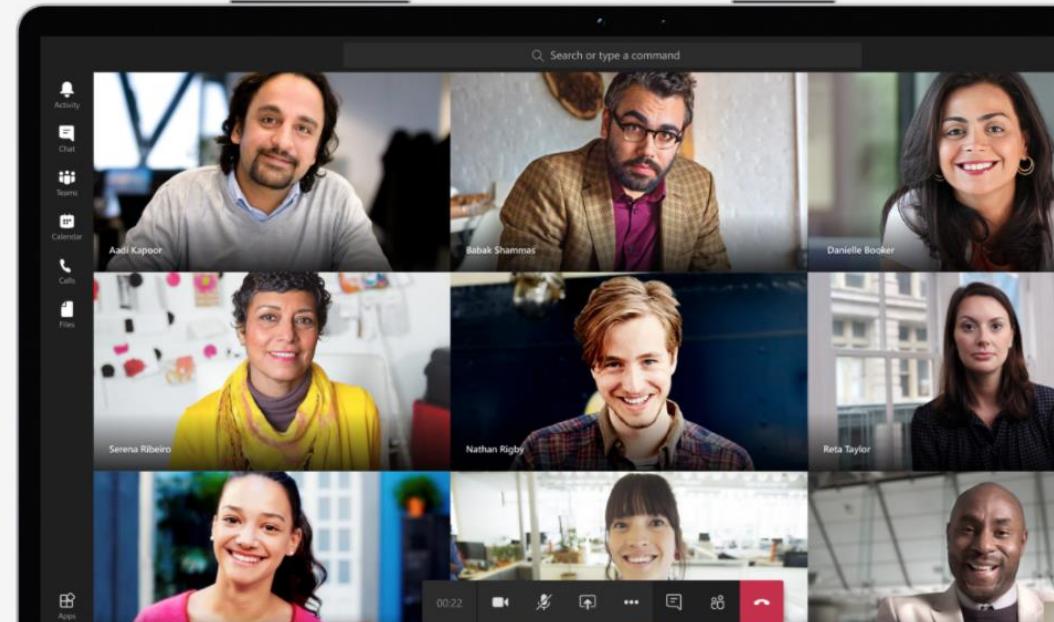 Search or type a command
Activity
Chat
Teams
Calendar
Calls
Files
Apps
Aadi Kapoor
Babak Shammas
Danielle Booker
Serena Ribeiro
Nathan Rigby
Reta Taylor
00:22